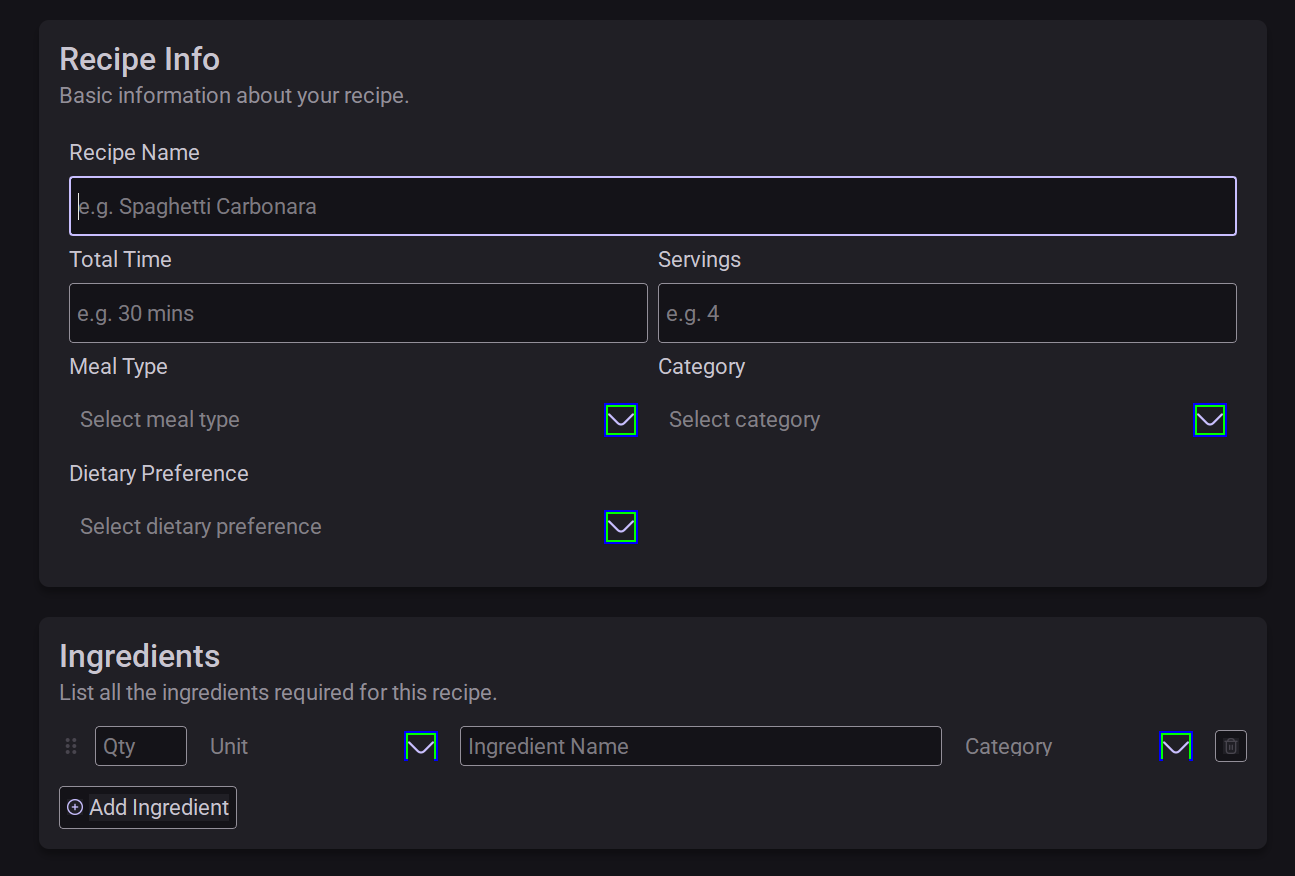 Recipe Info
Basic information about your recipe.
Recipe Name
e.g. Spaghetti Carbonara
Total Time
Servings
e.g. 30 mins
e.g. 4
Meal Type
Category
Select meal type
Select category
Dietary Preference
Select dietary preference
Ingredients
List all the ingredients required for this recipe.
Qty
Unit
Ingredient Name
Category
Add Ingredient